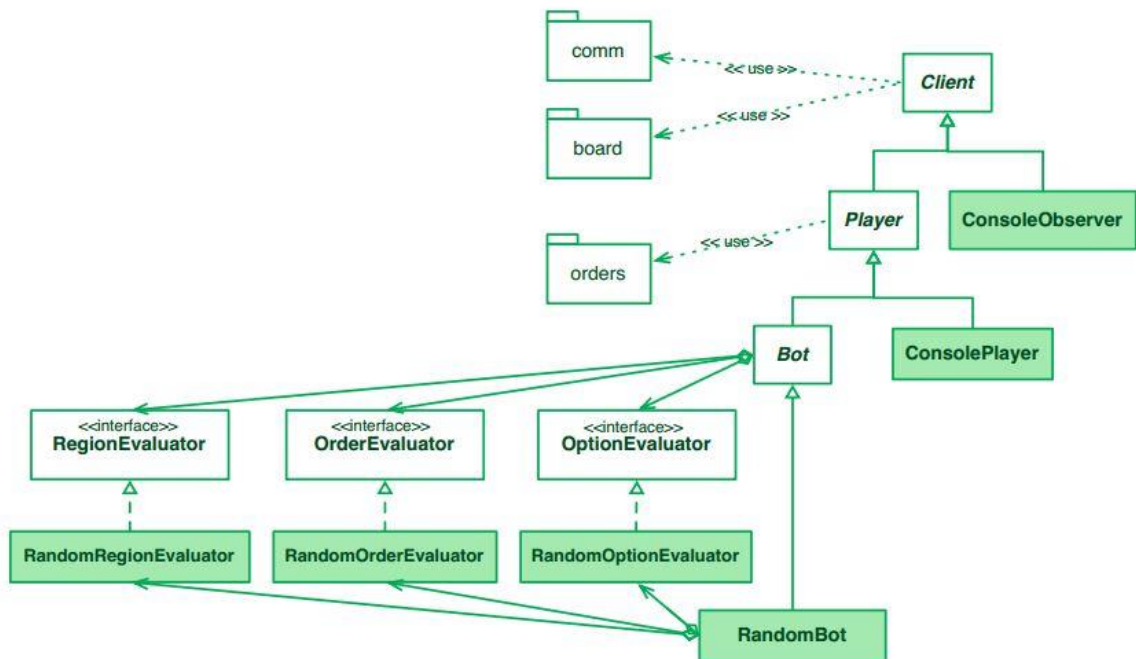 comm
<< use >>
Client
<< use >>
board
Player
ConsoleObserver
<< use >>
orders
Bot
ConsolePlayer
<<interface>>
RegionEvaluator
<<interface>>
OrderEvaluator
<<interface>>
OptionEvaluator
RandomRegionEvaluator
RandomOrderEvaluator
RandomOptionEvaluator
RandomBot